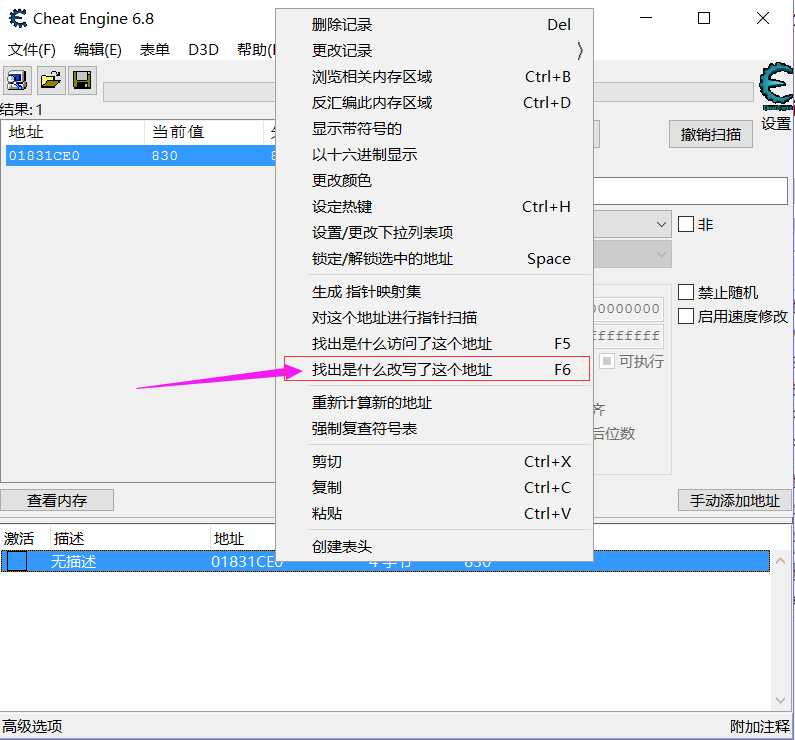 Cheat Engine 6.8
文件(F) 编辑(E) 表单 D3D 帮助(
结果: 1
地址 当前值
01831CE0 830
设置
撤销扫描
非
禁止随机
启用速度修改
可执行
后位数
删除记录 Del
更改记录 〉
浏览相关内存区域 Ctrl+B
反汇编此内存区域 Ctrl+D
显示带符号的
以十六进制显示
更改颜色
设定热键 Ctrl+H
设置/更改下拉列表项
锁定/解锁选中的地址 Space
生成 指针映射集
对这个地址进行指针扫描
找出是什么访问了这个地址 F5
找出是什么改写了这个地址 F6
重新计算新的地址
强制复查符号表
剪切 Ctrl+X
复制 Ctrl+C
粘贴 Ctrl+V
创建表头
查看内存 手动添加地址
激活 描述 地址
无描述 01831CE0 4 字节 830
高级选项 附加注释